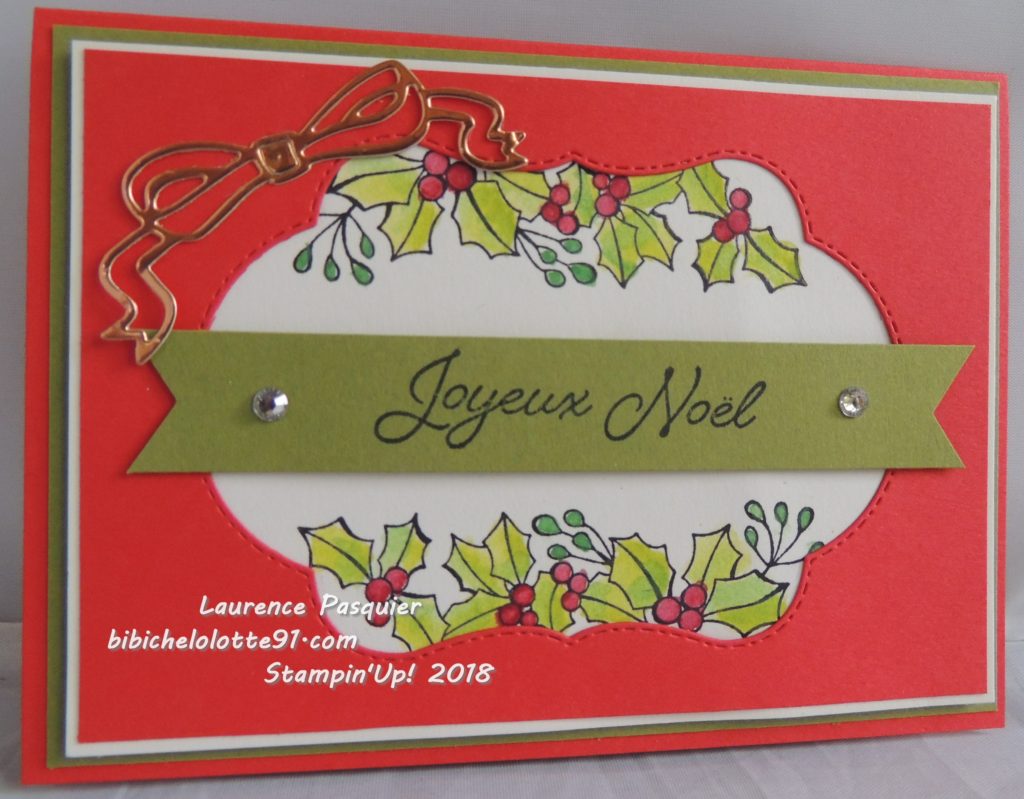 Joyeux Noël
Laurence Pasquier
bibichelolotte91.com
Stampin'Up! 2018